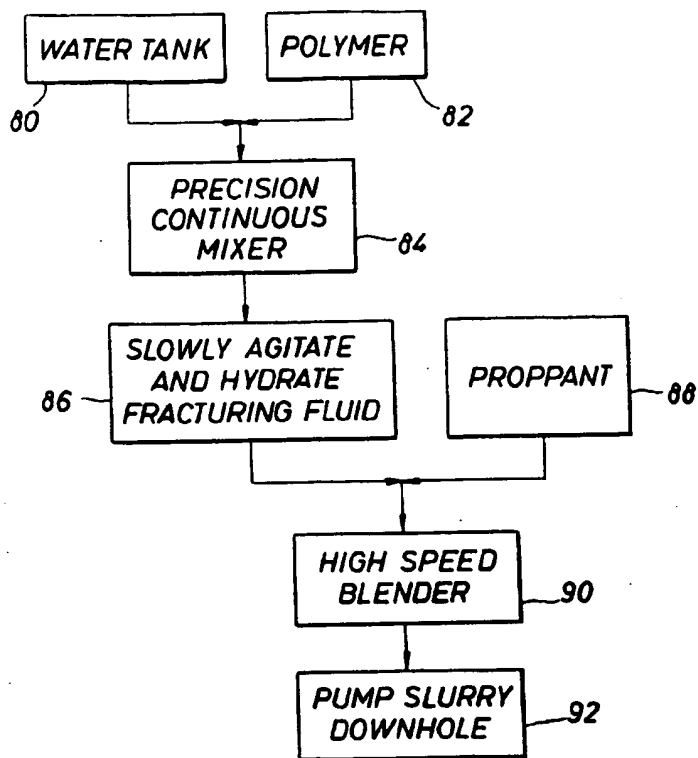 WATER TANK
POLYMER
80
82
PRECISION
CONTINUOUS
MIXER
84
SLOWLY AGITATE
AND HYDRATE
FRACTURING FLUID
86
PROPPANT
88
HIGH SPEED
BLENDER
90
PUMP SLURRY
DOWNHOLE
92